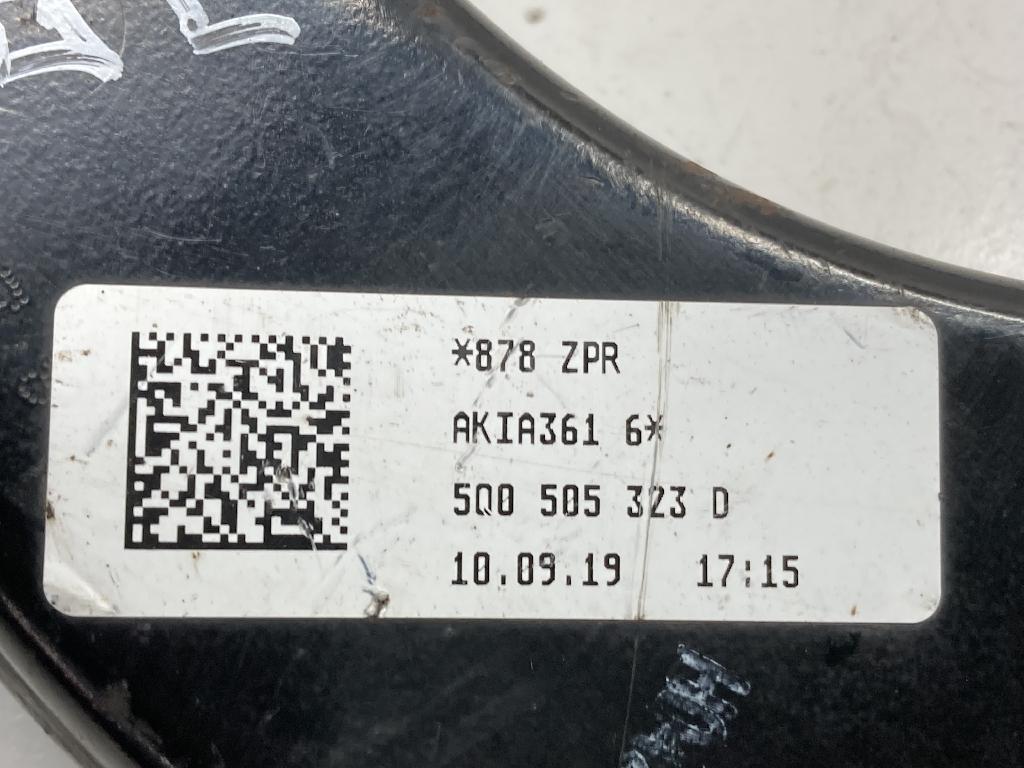 *878 ZPR
AKIA361 6*
5Q0 505 323 D
10.09.19 17:15